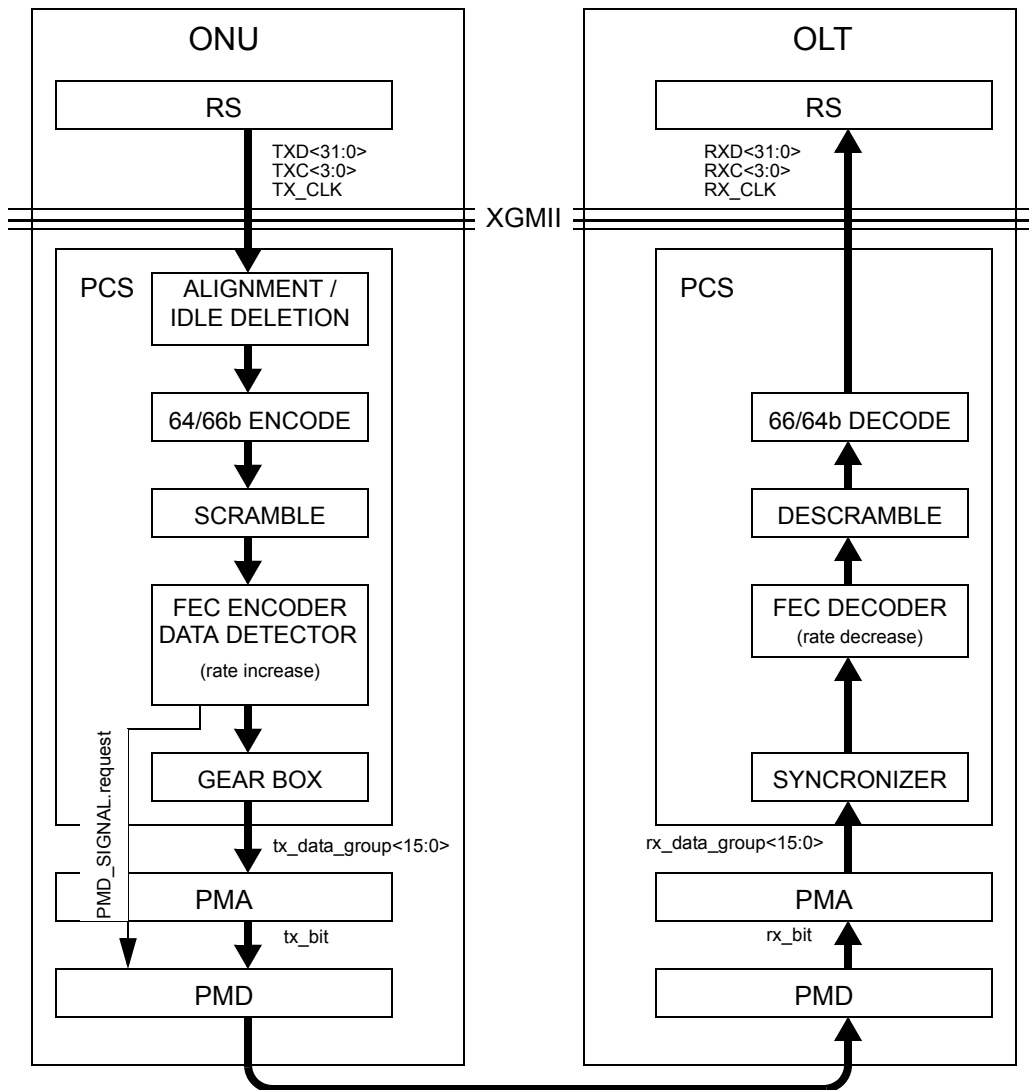 ONU
RS
TXD<31:0>
TXC<3:0>
TX_CLK
XGMII
PCS
ALIGNMENT /
IDLE DELETION
64/66b ENCODE
SCRAMBLE
FEC ENCODER
DATA DETECTOR
(rate increase)
PMD_SIGNAL.request
GEAR BOX
tx_data_group<15:0>
PMA
tx_bit
PMD
OLT
RS
RXD<31:0>
RXC<3:0>
RX_CLK
PCS
66/64b DECODE
DESCRAMBLE
FEC DECODER
(rate decrease)
SYNCRONIZER
rx_data_group<15:0>
PMA
rx_bit
PMD